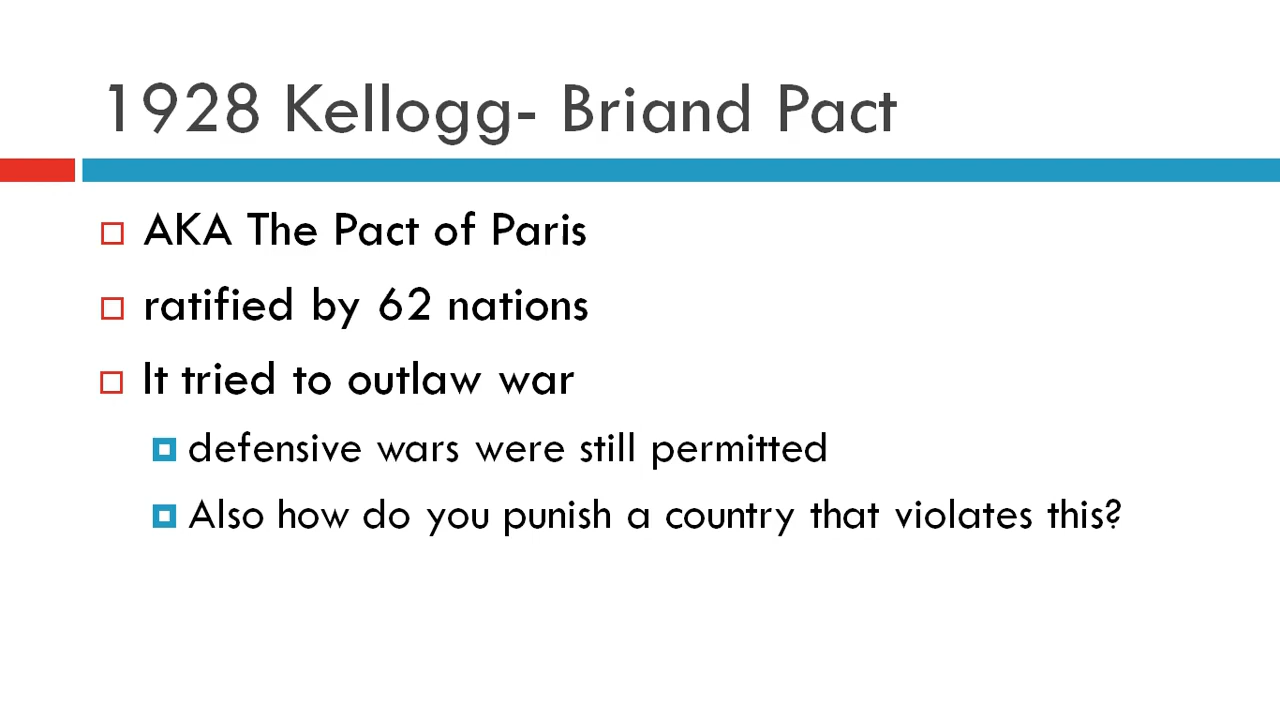 1928 Kellogg- Briand Pact
AKA The Pact of Paris
ratified by 62 nations
It tried to outlaw war
defensive wars were still permitted
Also how do you punish a country that violates this?